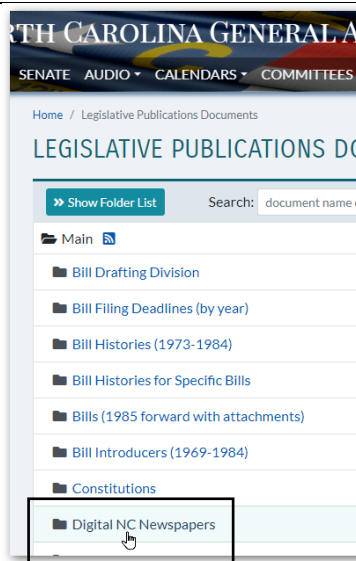 RTH CAROLINA GENERAL A
SENATE AUDIO CALENDARS COMMITTEES
Home / Legislative Publications Documents
LEGISLATIVE PUBLICATIONS DO
Show Folder List Search: document name
Main
Bill Drafting Division
Bill Filing Deadlines (by year)
Bill Histories (1973-1984)
Bill Histories for Specific Bills
Bills (1985 forward with attachments)
Bill Introducers (1969-1984)
Constitutions
Digital NC Newspapers